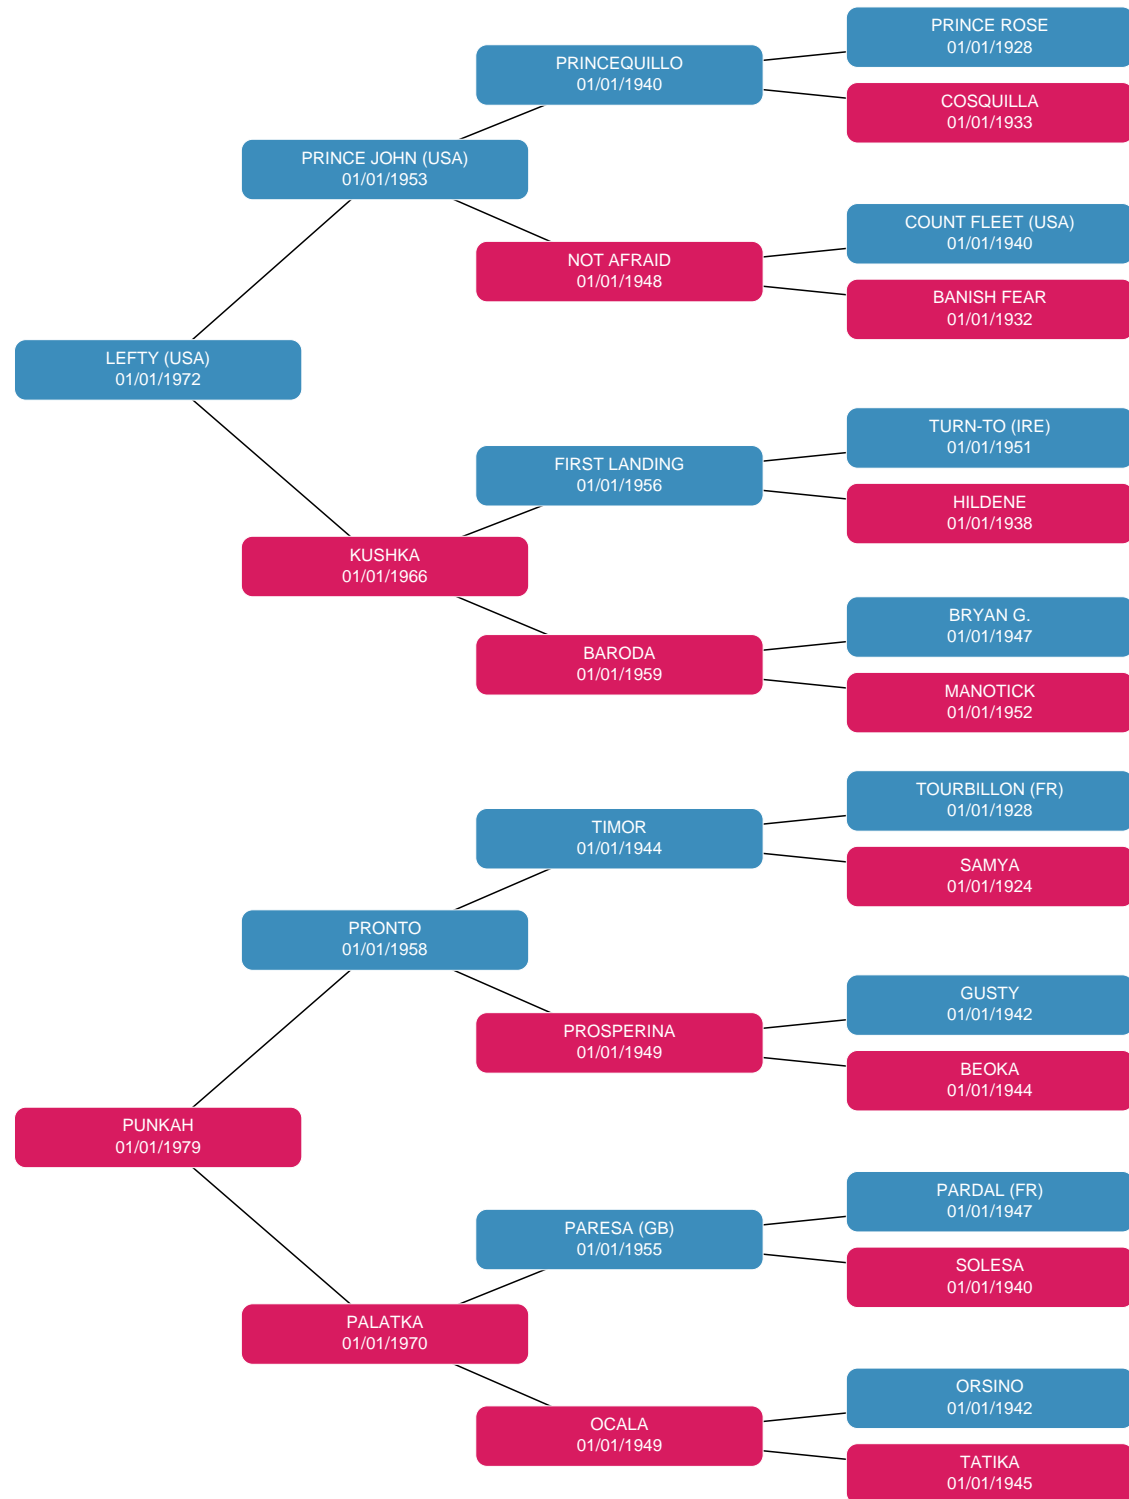 PRINCE ROSE
01/01/1928
PRINCEQUILLO
01/01/1940
COSQUILLA
01/01/1933
PRINCE JOHN (USA)
01/01/1953
COUNT FLEET (USA)
01/01/1940
NOT AFRAID
01/01/1948
BANISH FEAR
01/01/1932
LEFTY (USA)
01/01/1972
TURN-TO (IRE)
01/01/1951
FIRST LANDING
01/01/1956
HILDENE
01/01/1938
KUSHKA
01/01/1966
BRYAN G.
01/01/1947
BARODA
01/01/1959
MANOTICK
01/01/1952
TOURBILLON (FR)
01/01/1928
TIMOR
01/01/1944
SAMYA
01/01/1924
PRONTO
01/01/1958
GUSTY
01/01/1942
PROSPERINA
01/01/1949
BEOKA
01/01/1944
PUNKAH
01/01/1979
PARDAL (FR)
01/01/1947
PARESA (GB)
01/01/1955
SOLESA
01/01/1940
PALATKA
01/01/1970
ORSINO
01/01/1942
OCALA
01/01/1949
TATIKA
01/01/1945